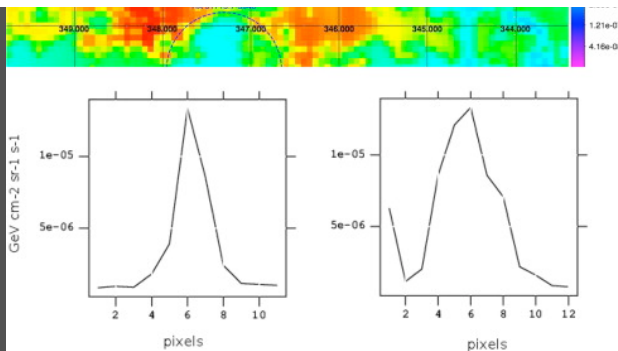 1.21e-0
349.000 348.000 347.000 346.000 345.000 344.000
4.16e-0
1e-05
5e-06
GeV cm-2 sr-1 s-1
2 4 6 8 10
pixels
1e-05
5e-06
2 4 6 8 10 12
pixels